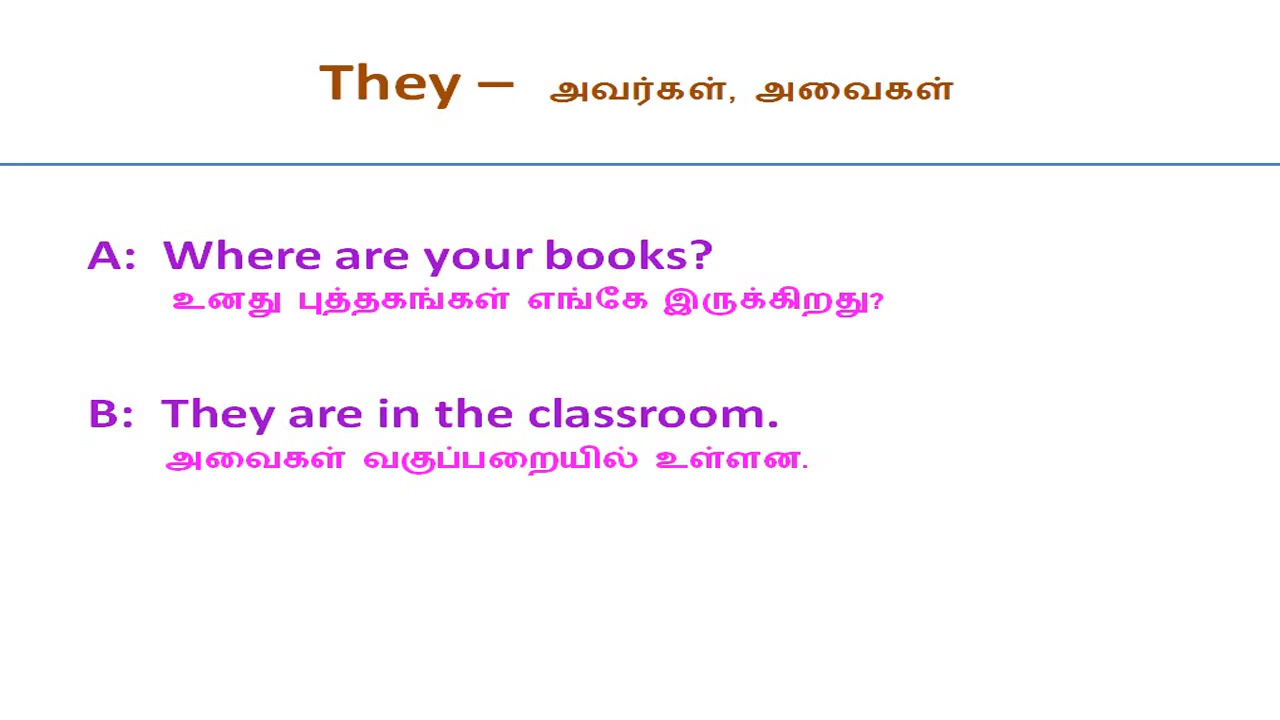 They – அவர்கள், அவைகள்
A: Where are your books?
உனது புத்தகங்கள் எங்கே இருக்கிறது?
B: They are in the classroom.
அவைகள் வகுப்பறையில் உள்ளன.